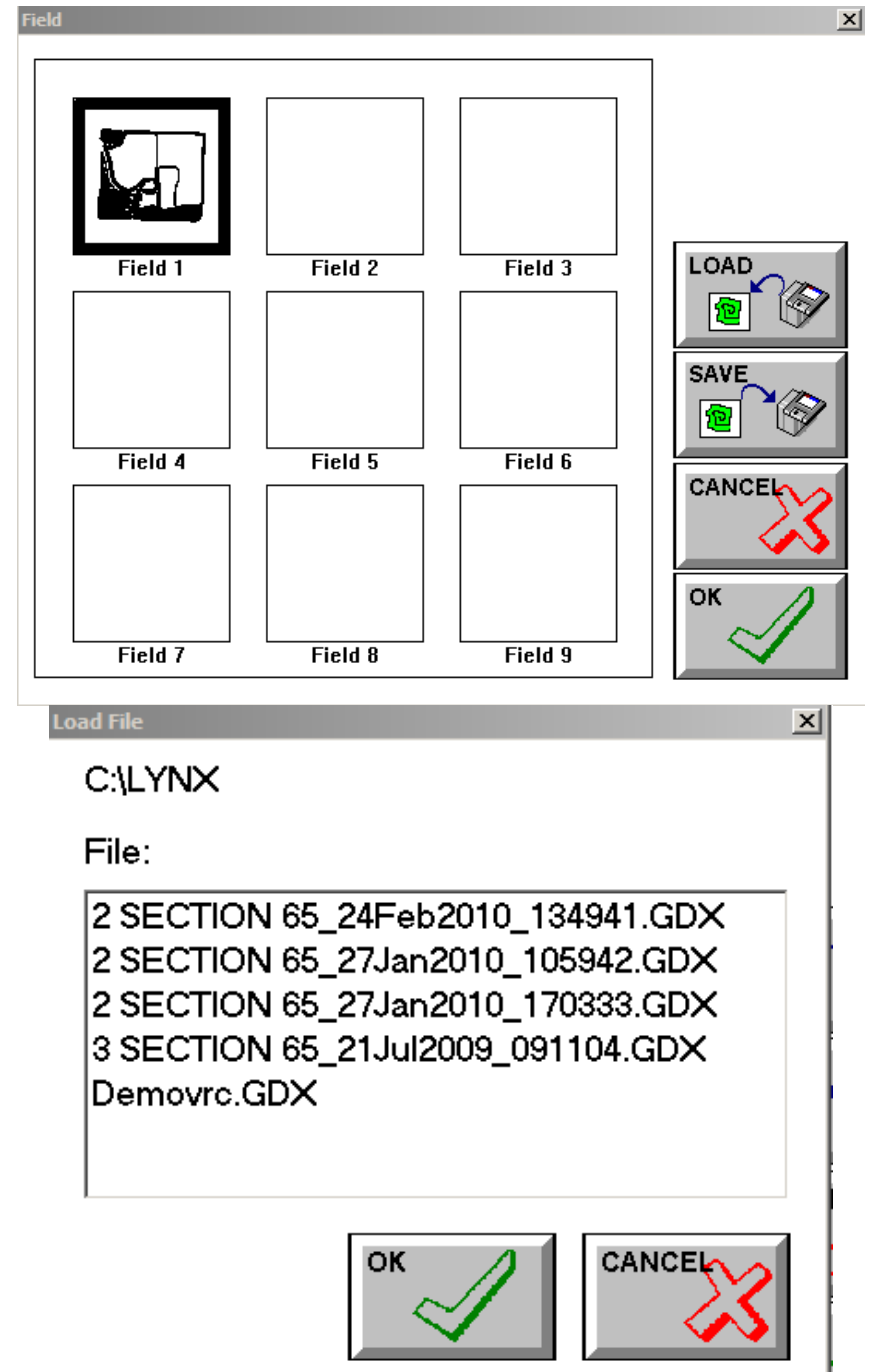 Field
Field 1
Field 2
Field 3
LOAD
SAVE
Field 4
Field 5
Field 6
CANCEL
OK
Field 7
Field 8
Field 9
Load File
C:\LYNX
File:
2 SECTION 65_24Feb2010_134941.GDX
2 SECTION 65_27Jan2010_105942.GDX
2 SECTION 65_27Jan2010_170333.GDX
3 SECTION 65_21Jul2009_091104.GDX
Demovrc.GDX
OK
CANCEL